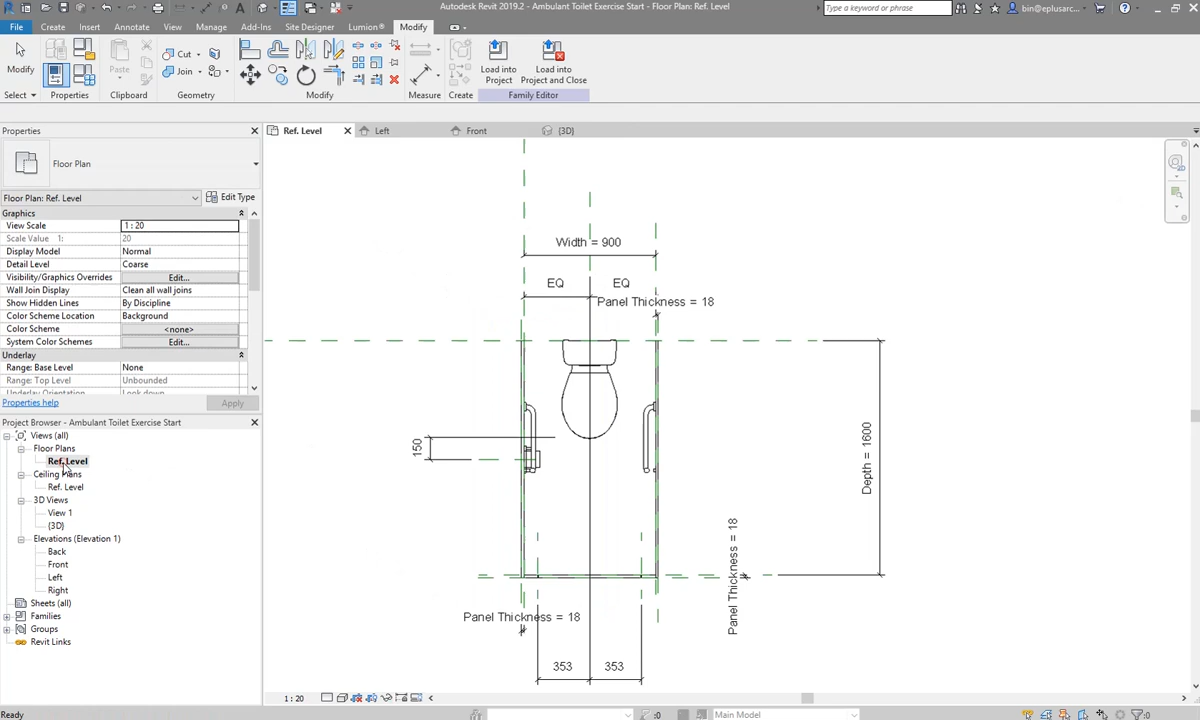 Autodesk Revit 2019.2 - Ambulant Toilet Exercise Start - Floor Plan: Ref. Level
Type a keyword or phrase
bin@eplusarc...
File
Create
Insert
Annotate
View
Manage
Add-Ins
Site Designer
Lumion®
Modify
Modify
Paste
Cut
Join
Load into
Project
Load into
Project and Close
Select
Properties
Clipboard
Geometry
Modify
Measure
Create
Family Editor
Properties
Ref. Level
Left
Front
{3D}
Floor Plan
Floor Plan: Ref. Level
Edit Type
Graphics
View Scale
1 : 20
Scale Value 1:
20
Display Model
Normal
Detail Level
Coarse
Visibility/Graphics Overrides
Edit...
Wall Join Display
Clean all wall joins
Show Hidden Lines
By Discipline
Color Scheme Location
Background
Color Scheme
<none>
System Color Schemes
Edit...
Underlay
Range: Base Level
None
Range: Top Level
Unbounded
Underlay Orientation
Look down
Properties help
Apply
Project Browser - Ambulant Toilet Exercise Start
Views (all)
Floor Plans
Ref. Level
Ceiling Plans
Ref. Level
3D Views
View 1
{3D}
Elevations (Elevation 1)
Back
Front
Left
Right
Sheets (all)
Families
Groups
Revit Links
Width = 900
EQ
EQ
Panel Thickness = 18
150
Depth = 1600
Panel Thickness = 18
Panel Thickness = 18
353
353
1 : 20
Ready
:0
Main Model
:0